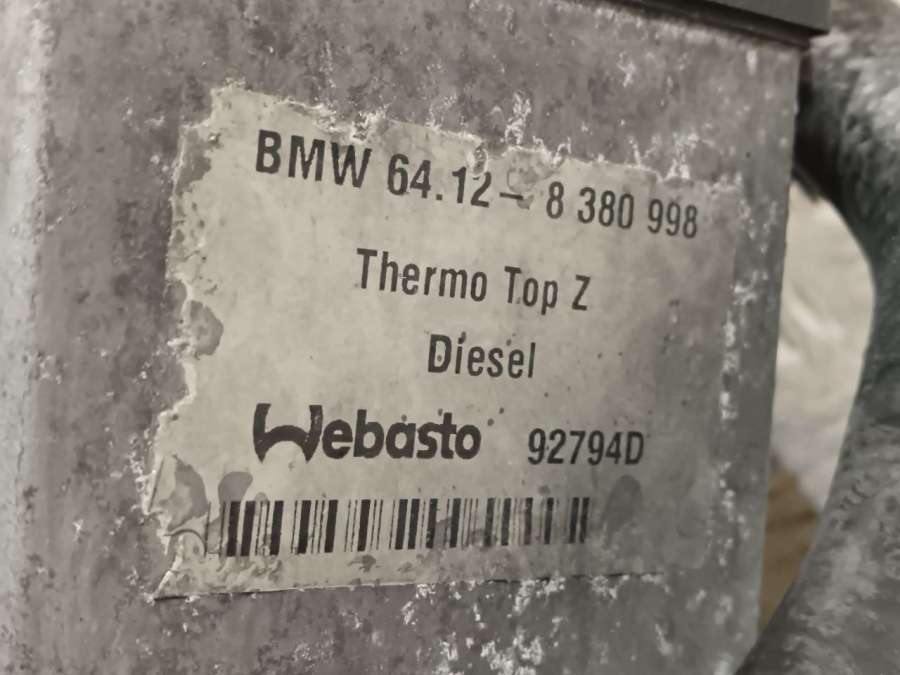 BMW 64.12- 8 380 998
Thermo Top Z
Diesel
Webasto 92794D